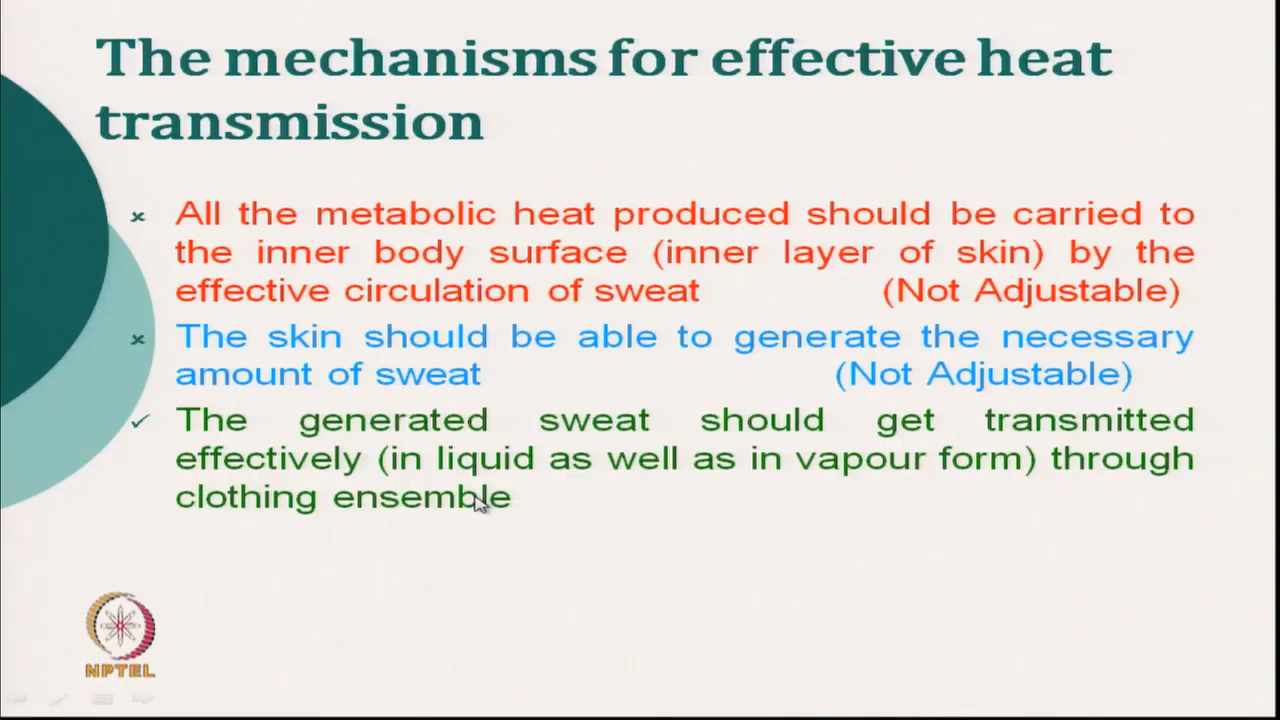 The mechanisms for effective heat
transmission
All the metabolic heat produced should be carried to
the inner body surface (inner layer of skin) by the
effective circulation of sweat (Not Adjustable)
The skin should be able to generate the necessary
amount of sweat (Not Adjustable)
The generated sweat should get transmitted
effectively (in liquid as well as in vapour form) through
clothing ensemble
NPTEL